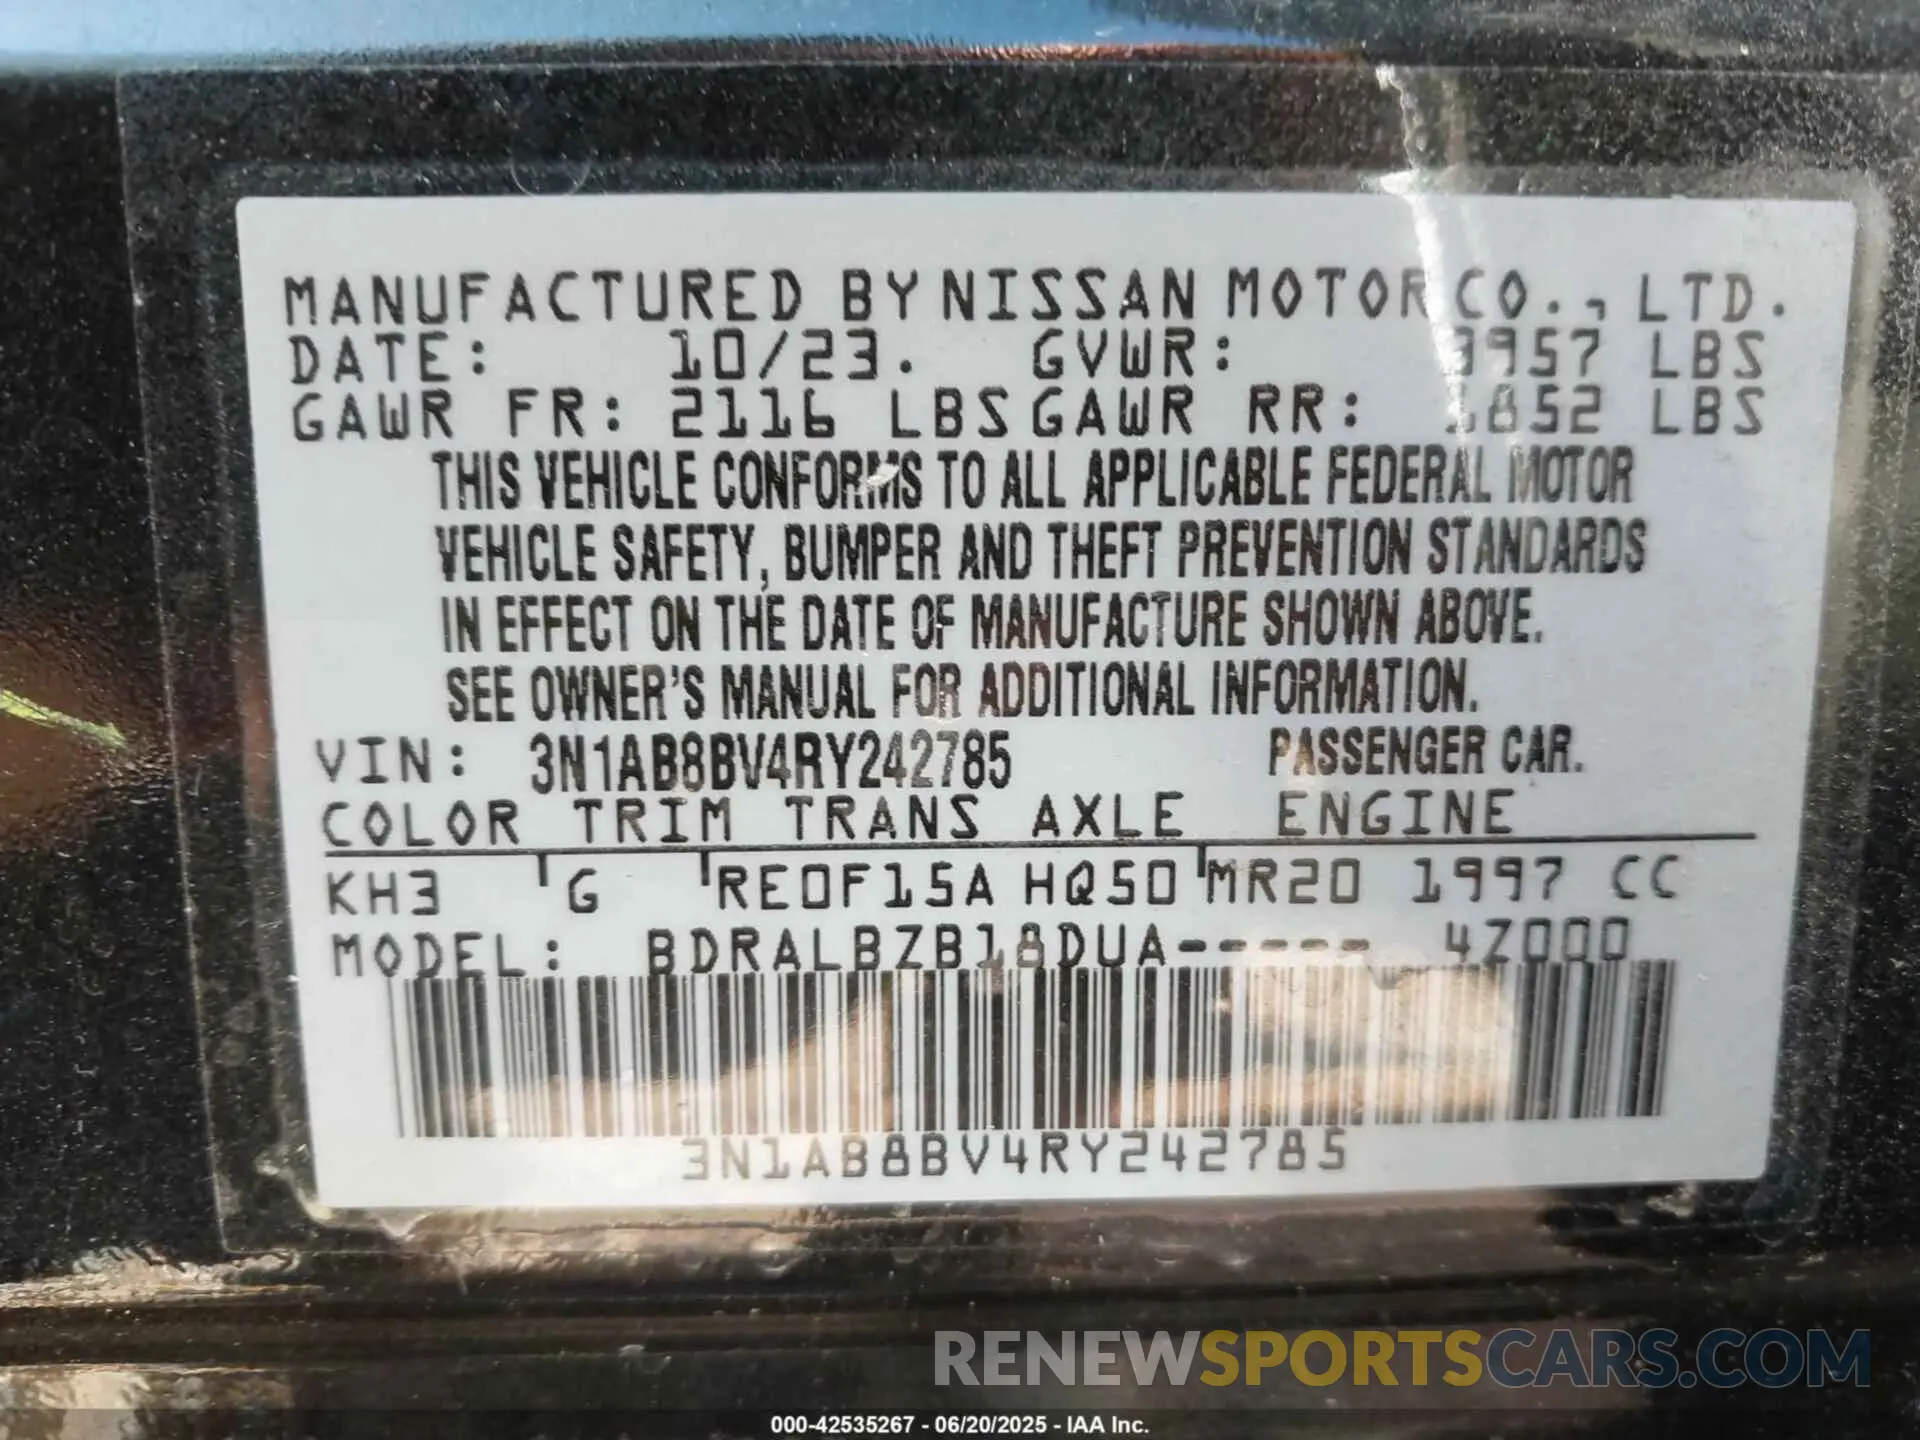 MANUFACTURED BY NISSAN MOTOR CO., LTD.
DATE: 10/23. GVWR: 3957 LBS
GAWR FR: 2116 LBS GAWR RR: 1852 LBS
THIS VEHICLE CONFORMS TO ALL APPLICABLE FEDERAL MOTOR
VEHICLE SAFETY, BUMPER AND THEFT PREVENTION STANDARDS
IN EFFECT ON THE DATE OF MANUFACTURE SHOWN ABOVE.
SEE OWNER'S MANUAL FOR ADDITIONAL INFORMATION.
VIN: 3N1AB8BV4RY242785 PASSENGER CAR.
COLOR TRIM TRANS AXLE ENGINE
KH3 G RE0F15A HQ50 MR20 1997 CC
MODEL: BDRALBZB18DUA----- 4Z000
3N1AB8BV4RY242785
RENEWSPORTSCARS.COM
000-42535267 - 06/20/2025 - IAA Inc.